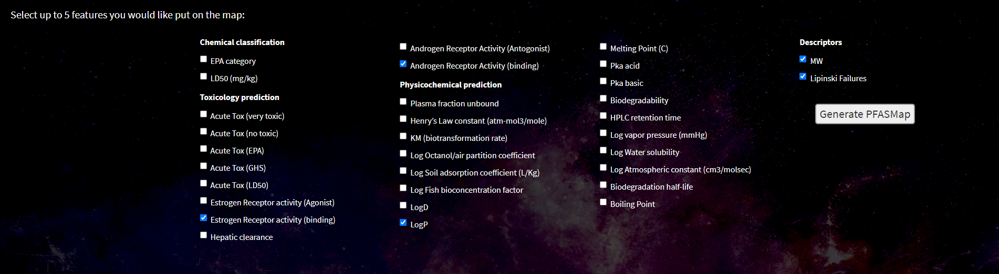 Select up to 5 features you would like put on the map:
Chemical classification
EPA category
LD50 (mg/kg)
Toxicology prediction
Acute Tox (very toxic)
Acute Tox (no toxic)
Acute Tox (EPA)
Acute Tox (GHS)
Acute Tox (LD50)
Estrogen Receptor activity (Agonist)
Estrogen Receptor activity (binding)
Hepatic clearance
Androgen Receptor Activity (Antogonist)
Androgen Receptor Activity (binding)
Physicochemical prediction
Plasma fraction unbound
Henry’s Law constant (atm-mol3/mole)
KM (biotransformation rate)
Log Octanol/air partition coefficient
Log Soil adsorption coefficient (L/Kg)
Log Fish bioconcentration factor
LogD
LogP
Melting Point (C)
Pka acid
Pka basic
Biodegradability
HPLC retention time
Log vapor pressure (mmHg)
Log Water solubility
Log Atmospheric constant (cm3/molsec)
Biodegradation half-life
Boiling Point
Descriptors
MW
Lipinski Failures
Generate PFASMap